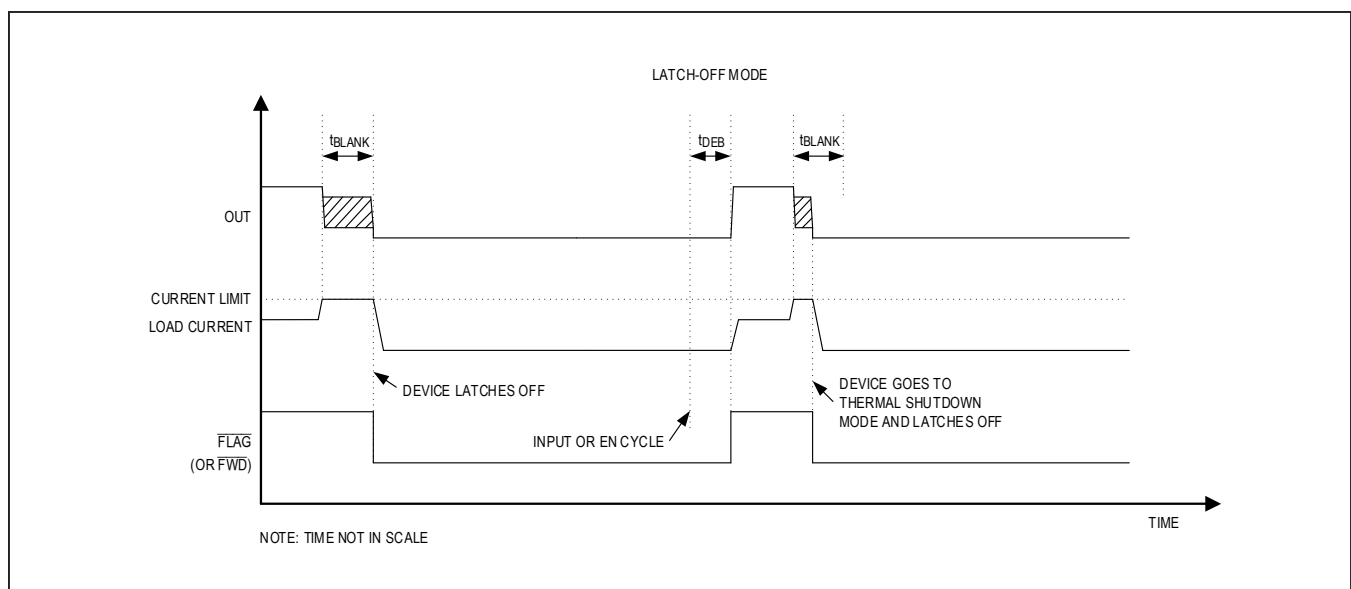 LATCH-OFF MODE
tBLANK
tDEB
tBLANK
OUT
CURRENT LIMIT
LOAD CURRENT
DEVICE LATCHES OFF
DEVICE GOES TO
THERMAL SHUTDOWN
MODE AND LATCHES OFF
INPUT OR EN CYCLE
FLAG
(OR FWD)
TIME
NOTE: TIME NOT IN SCALE